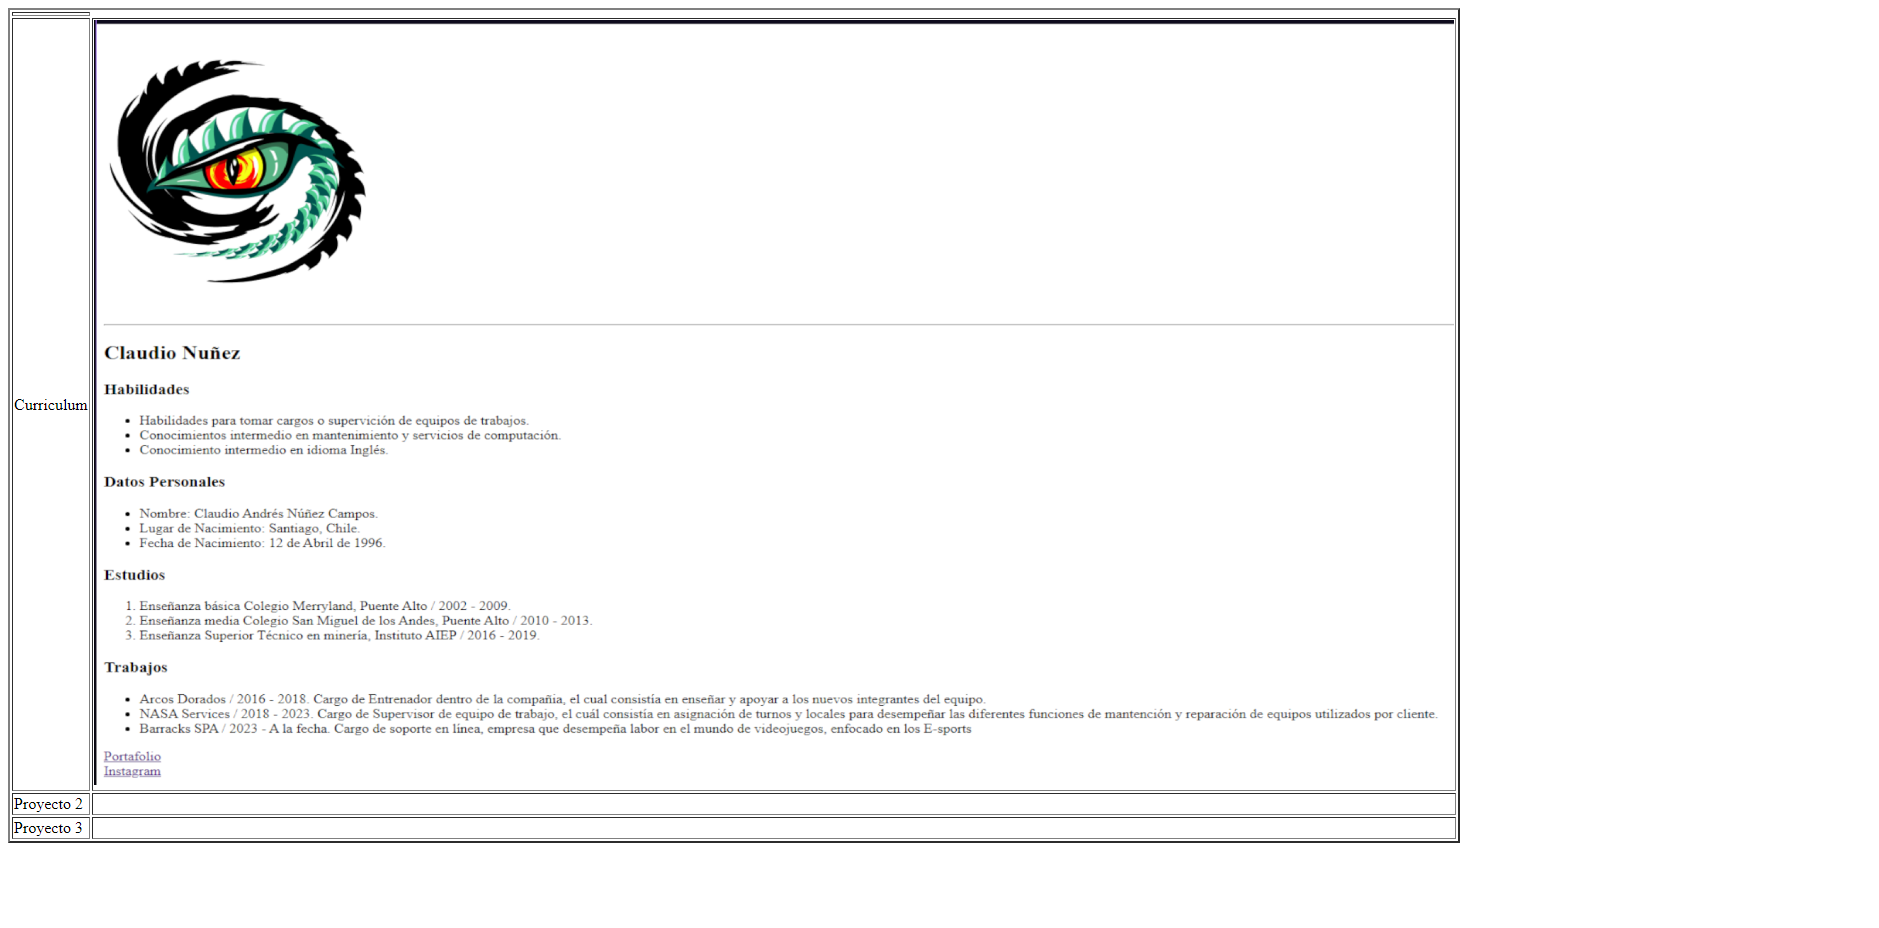 Curriculum
Claudio Nuñez
Habilidades
• Habilidades para tomar cargos o supervición de equipos de trabajos.
• Conocimientos intermedio en mantenimiento y servicios de computación.
• Conocimiento intermedio en idioma Inglés.
Datos Personales
• Nombre: Claudio Andrés Núñez Campos.
• Lugar de Nacimiento: Santiago, Chile.
• Fecha de Nacimiento: 12 de Abril de 1996.
Estudios
1. Enseñanza básica Colegio Merryland, Puente Alto / 2002 - 2009.
2. Enseñanza media Colegio San Miguel de los Andes, Puente Alto / 2010 - 2013.
3. Enseñanza Superior Técnico en minería, Instituto AIEP / 2016 - 2019.
Trabajos
• Arcos Dorados / 2016 - 2018. Cargo de Entrenador dentro de la compañia, el cual consistía en enseñar y apoyar a los nuevos integrantes del equipo.
• NASA Services / 2018 - 2023. Cargo de Supervisor de equipo de trabajo, el cuál consistía en asignación de turnos y locales para desempeñar las diferentes funciones de mantención y reparación de equipos utilizados por cliente.
• Barracks SPA / 2023 - A la fecha. Cargo de soporte en línea, empresa que desempeña labor en el mundo de videojuegos, enfocado en los E-sports
Portafolio
Instagram
Proyecto 2
Proyecto 3